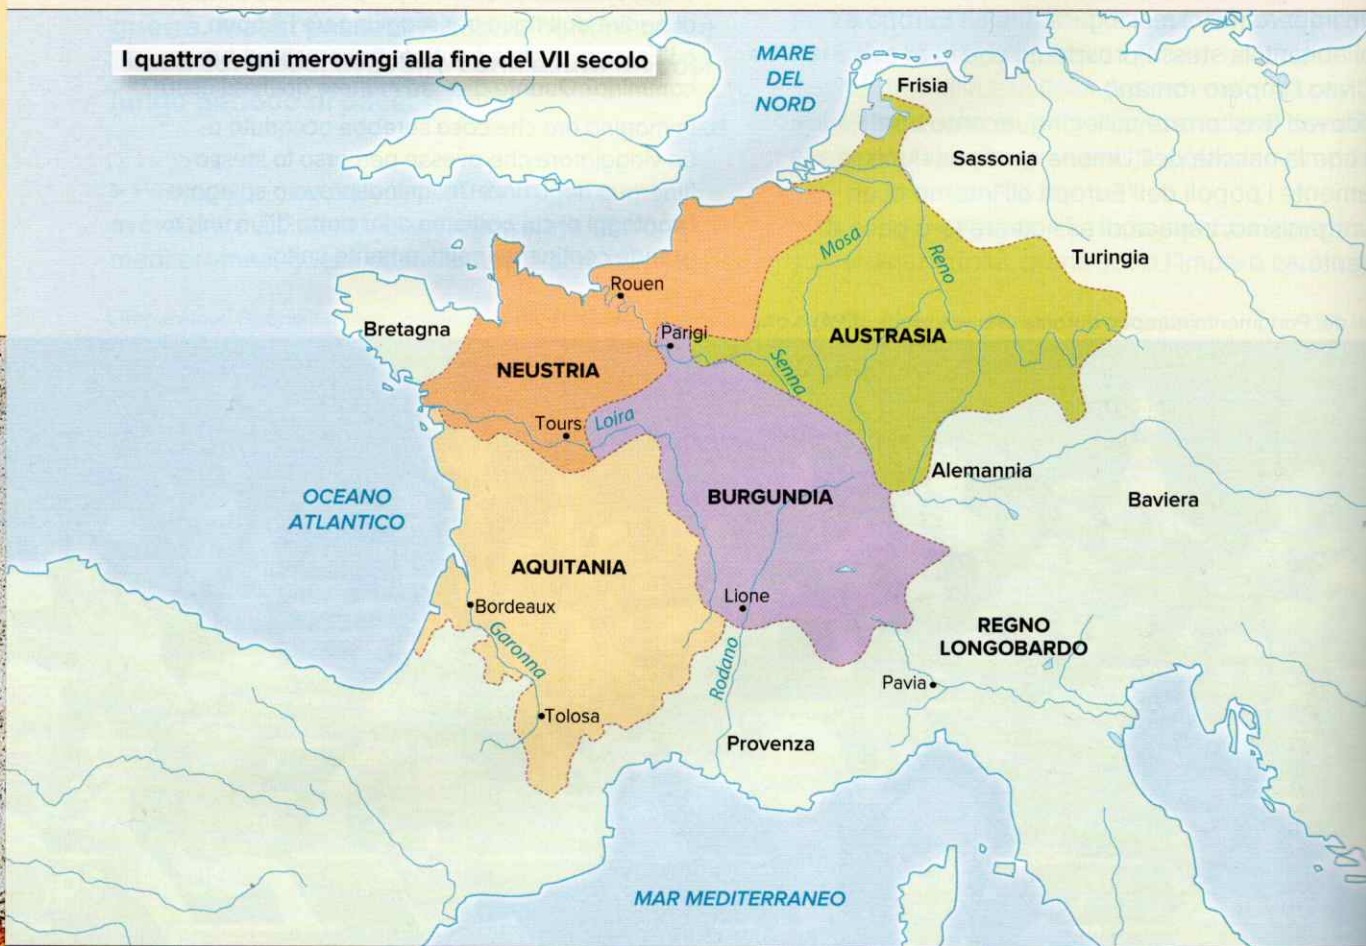 I quattro regni merovingi alla fine del VII secolo
MARE
DEL
NORD
Frisia
Sassonia
Mosa
Reno
Turingia
Rouen
Bretagna
Parigi
AUSTRASIA
NEUSTRIA
Senna
Tours
Loira
Alemannia
OCEANO
ATLANTICO
BURGUNDIA
Baviera
AQUITANIA
Bordeaux
Lione
Garonna
REGNO
LONGOBARDO
Rodano
Pavia
Tolosa
Provenza
MAR MEDITERRANEO